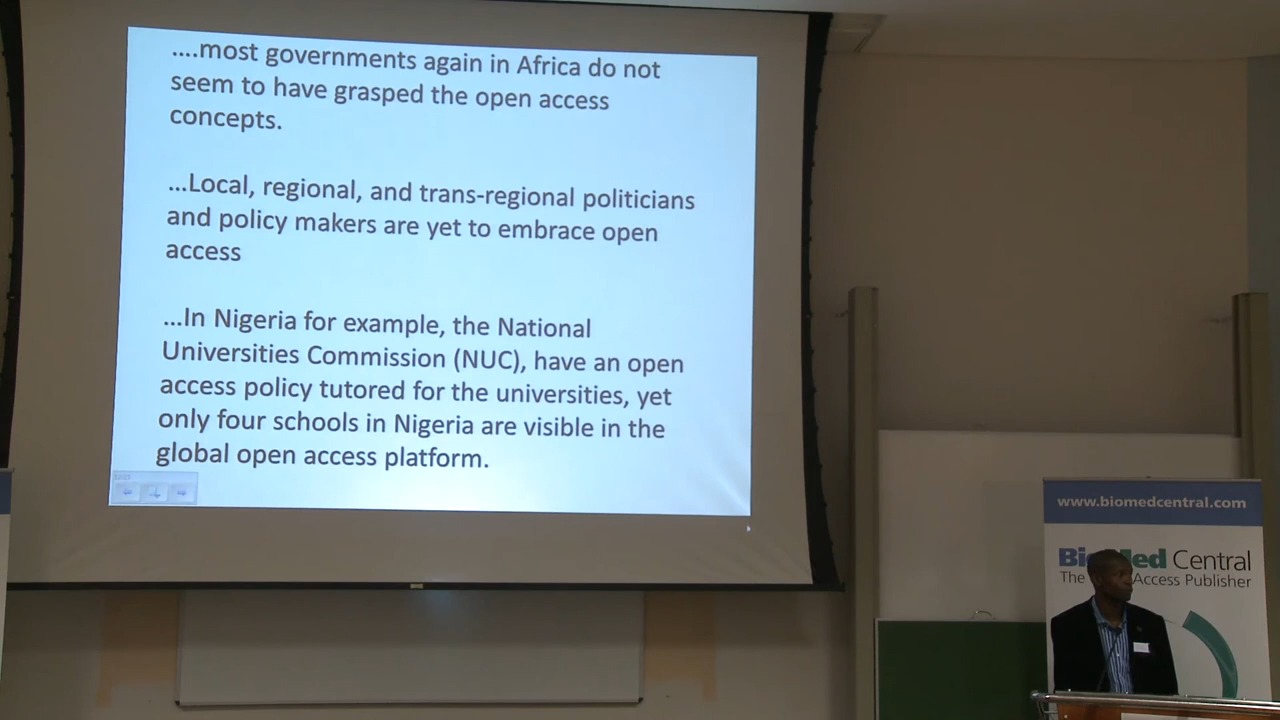 ....most governments again in Africa do not
seem to have grasped the open access
concepts.
...Local, regional, and trans-regional politicians
and policy makers are yet to embrace open
access
...In Nigeria for example, the National
Universities Commission (NUC), have an open
access policy tutored for the universities, yet
only four schools in Nigeria are visible in the
global open access platform.
www.biomedcentral.com
Central
The Access Publisher